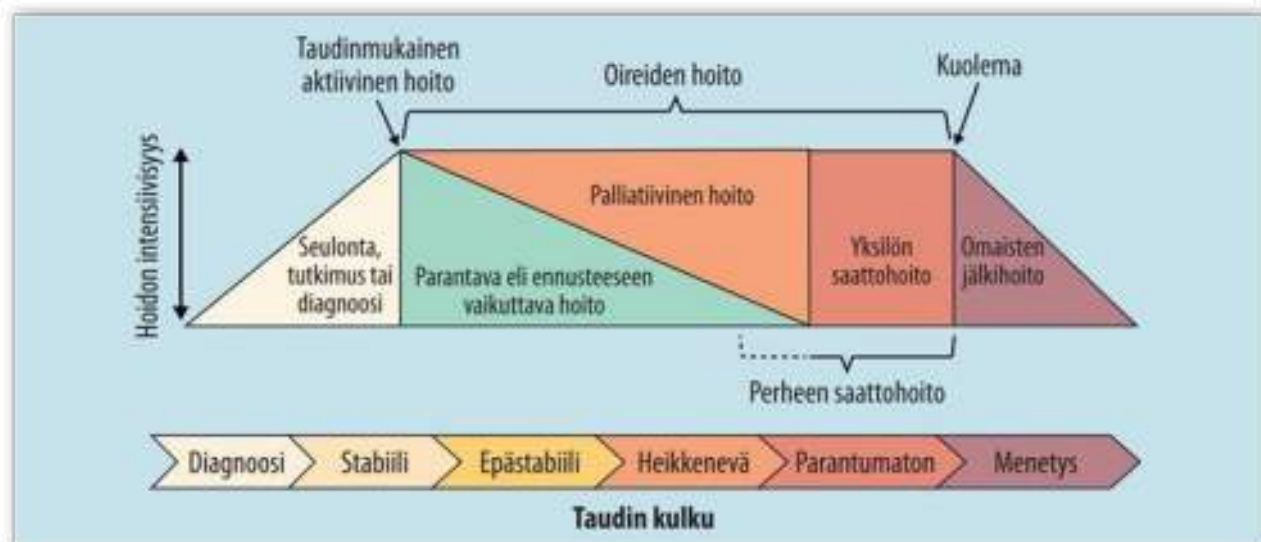 Taudinmukainen
aktiivinen hoito
Oireiden hoito
Kuolema
Hoidon intensiivisyys
Seulonta,
tutkimus tai
diagnoosi
Parantava eli ennusteeseen
vaikuttava hoito
Palliatiivinen hoito
Yksilön
saattohoito
Omaisten
jälkihoito
Perheen saattohoito
Diagnoosi
Stabiili
Epästabiili
Heikkenevä
Parantumaton
Menetys
Taudin kulku